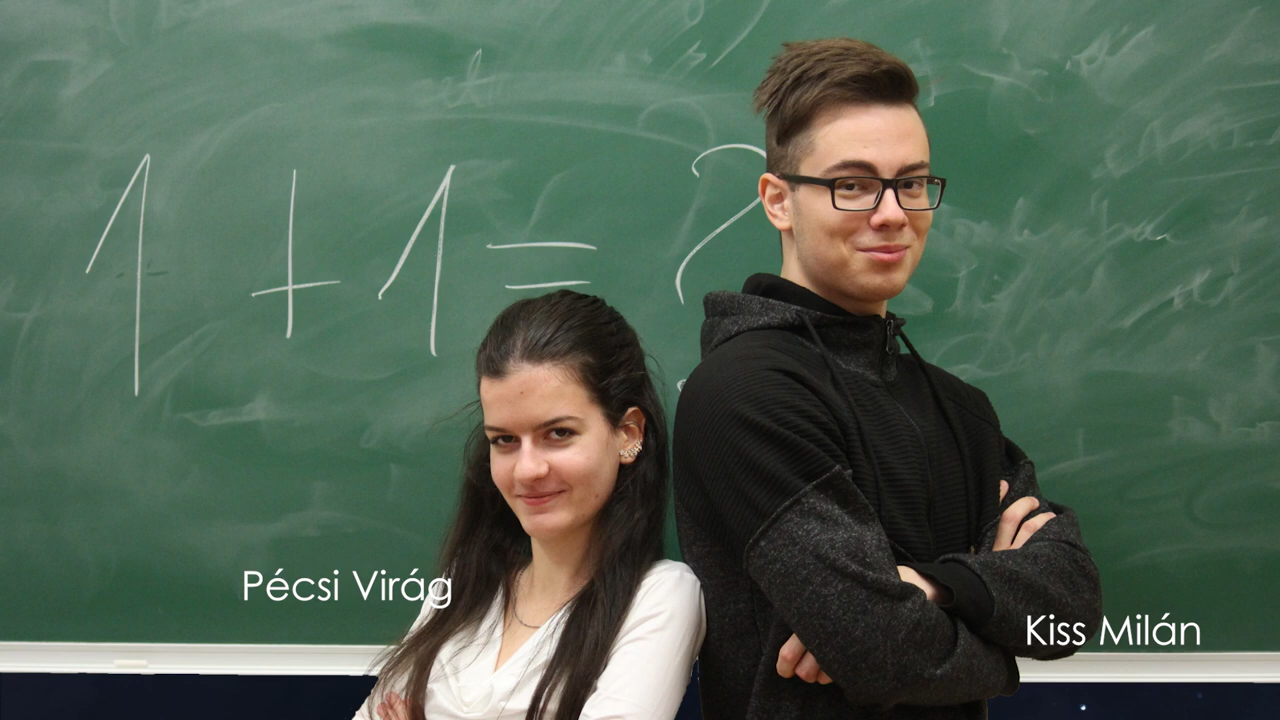 1 + 1 = ?
Pécsi Virág
Kiss Milán